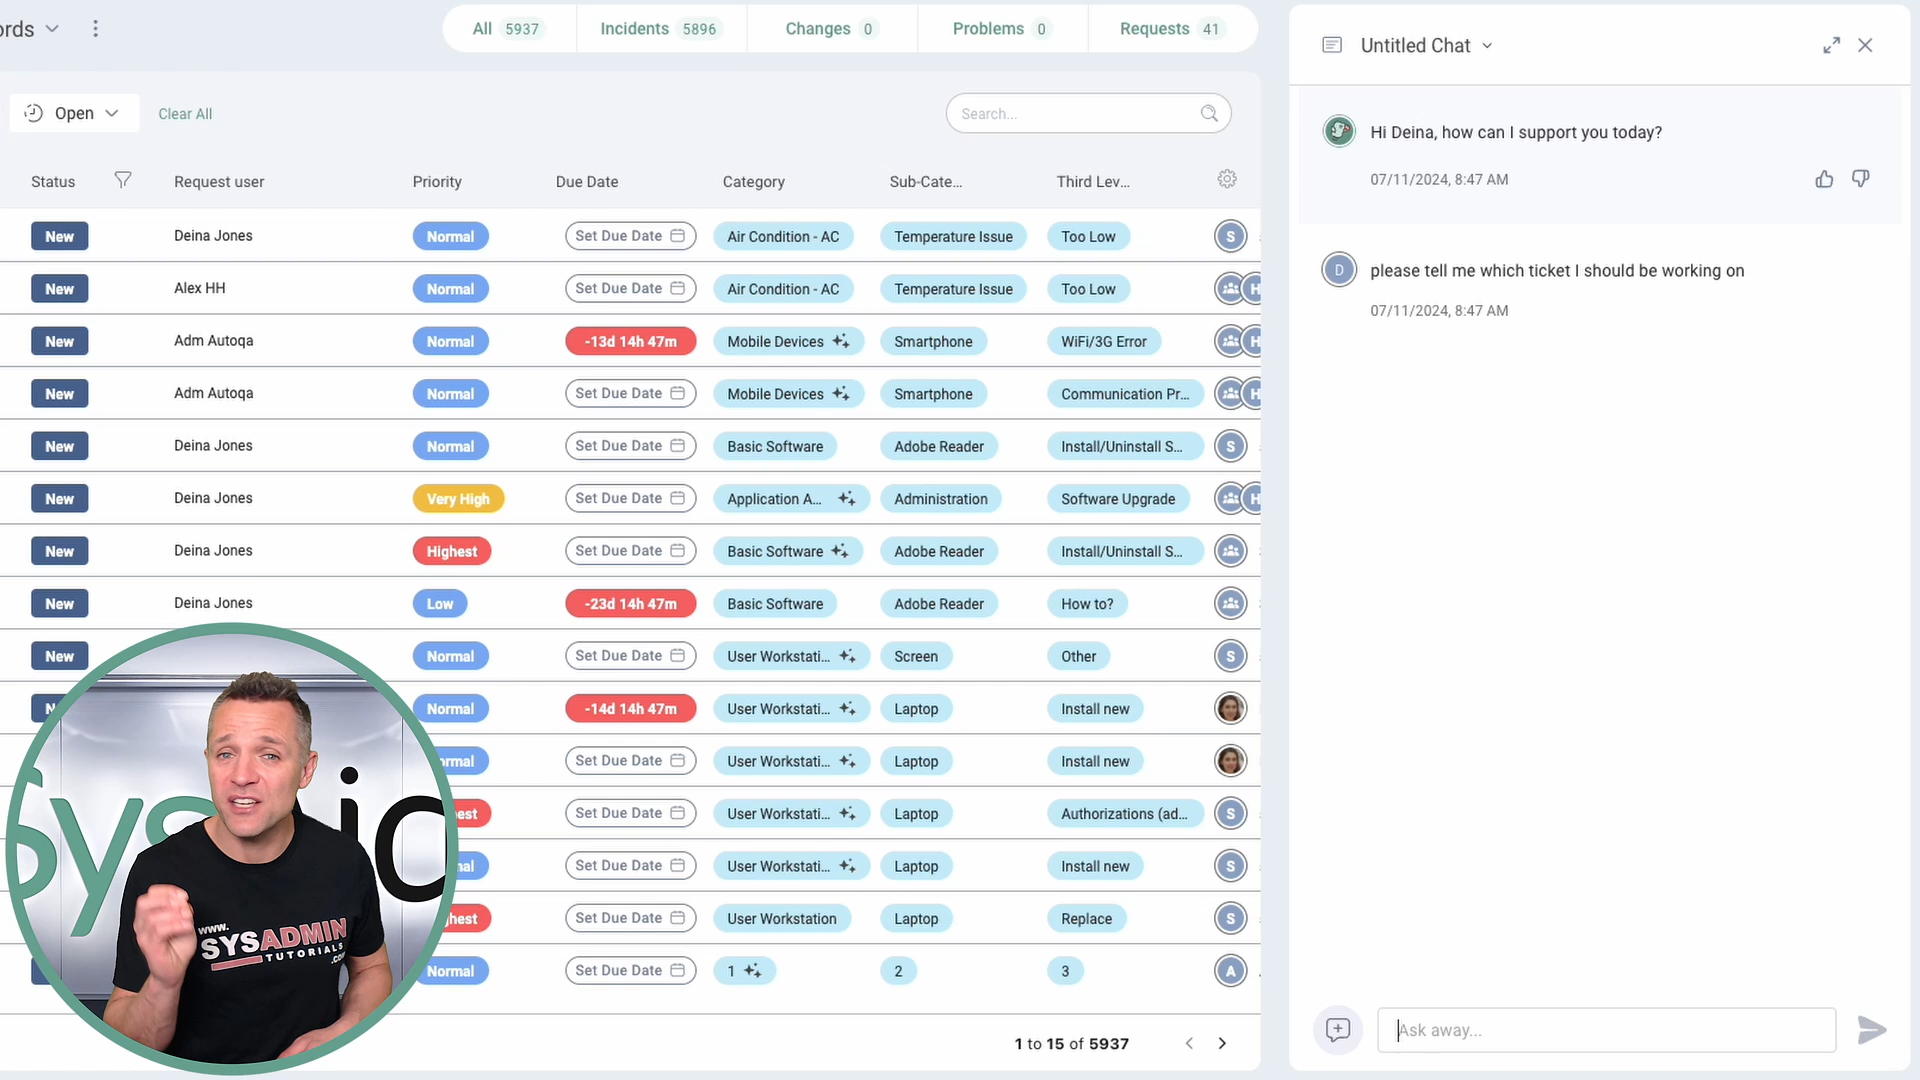 ords
All 5937 Incidents 5896 Changes 0 Problems 0 Requests 41
Open Clear All Search...
Status Request user Priority Due Date Category Sub-Cate... Third Lev...
New Deina Jones Normal Set Due Date Air Condition - AC Temperature Issue Too Low S
New Alex HH Normal Set Due Date Air Condition - AC Temperature Issue Too Low H
New Adm Autoqa Normal -13d 14h 47m Mobile Devices Smartphone WiFi/3G Error H
New Adm Autoqa Normal Set Due Date Mobile Devices Smartphone Communication Pr... H
New Deina Jones Normal Set Due Date Basic Software Adobe Reader Install/Uninstall S... S
New Deina Jones Very High Set Due Date Application A... Administration Software Upgrade H
New Deina Jones Highest Set Due Date Basic Software Adobe Reader Install/Uninstall S...
New Deina Jones Low -23d 14h 47m Basic Software Adobe Reader How to?
New Normal Set Due Date User Workstati... Screen Other S
N Normal -14d 14h 47m User Workstati... Laptop Install new
ormal Set Due Date User Workstati... Laptop Install new
est Set Due Date User Workstati... Laptop Authorizations (ad... S
nal Set Due Date User Workstati... Laptop Install new S
hest Set Due Date User Workstation Laptop Replace S
Normal Set Due Date 1 2 3 A
1 to 15 of 5937
Untitled Chat
Hi Deina, how can I support you today?
07/11/2024, 8:47 AM
D please tell me which ticket I should be working on
07/11/2024, 8:47 AM
Ask away...
www.
SYSADMIN
TUTORIALS
.com